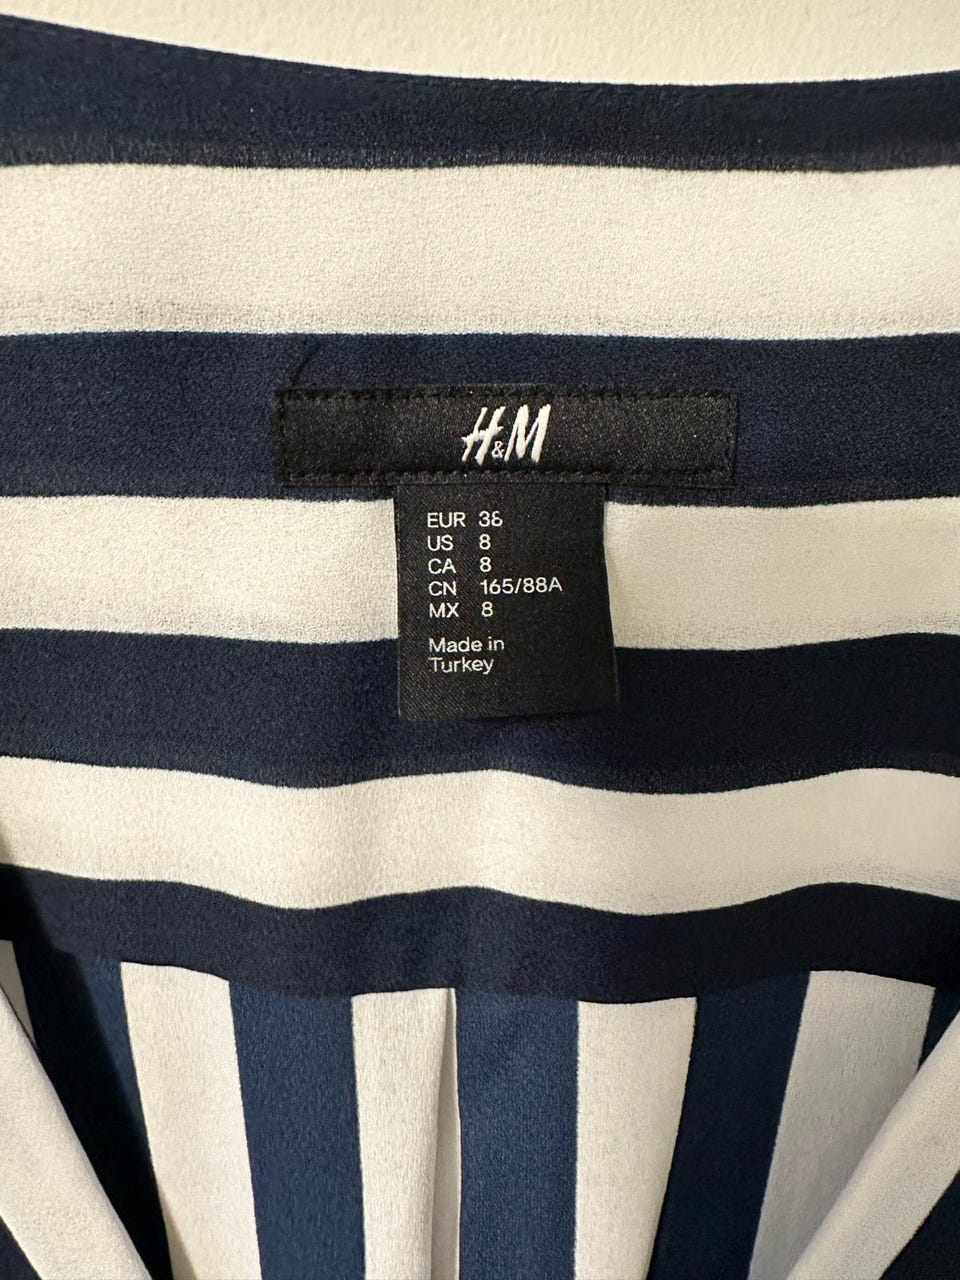 H&M
EUR 38
US 8
CA 8
CN 165/88A
MX 8
Made in
Turkey